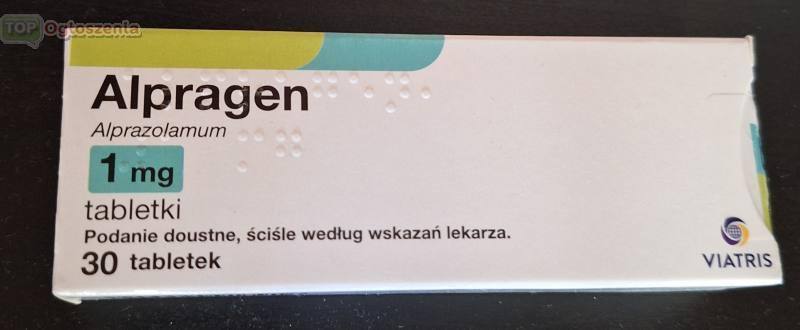 TOP Ogłoszenia
Alpragen
Alprazolamum
1 mg
tabletki
Podanie doustne, ściśle według wskazań lekarza.
30 tabletek
VIATRIS